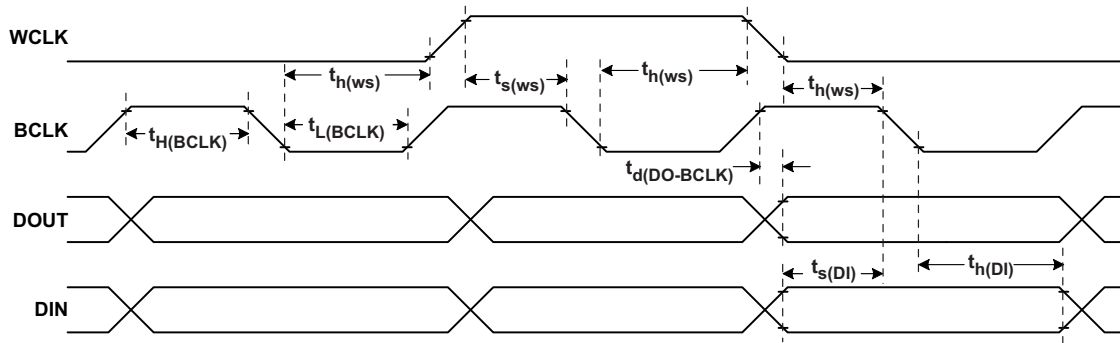 WCLK
t_h(ws)
t_s(ws)
t_h(ws)
t_h(ws)
BCLK
t_H(BCLK)
t_L(BCLK)
t_d(DO-BCLK)
DOUT
t_s(DI)
t_h(DI)
DIN